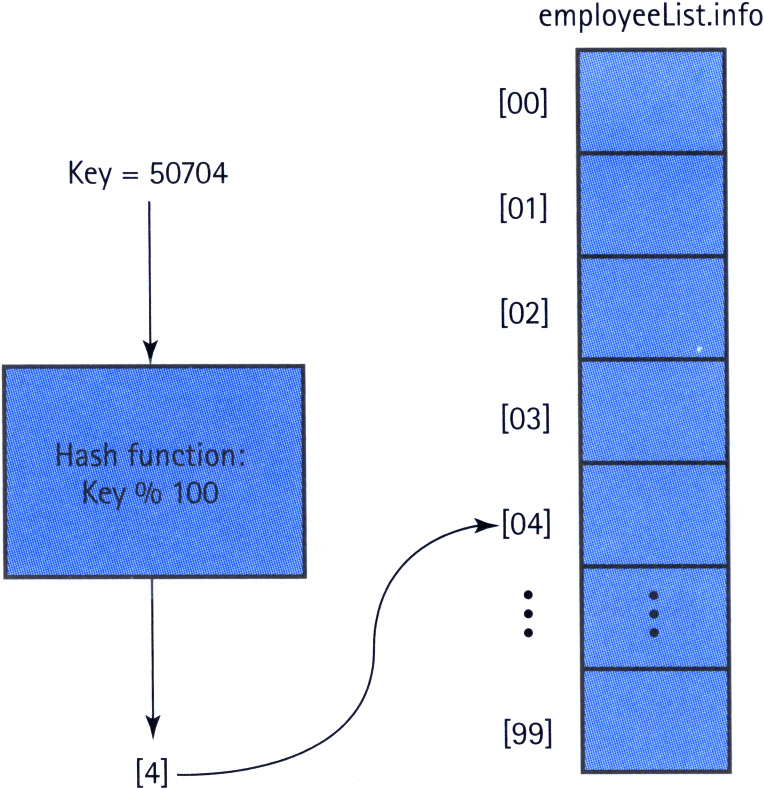 employeeList.info
[00]
Key = 50704
[01]
[02]
[03]
Hash function:
Key % 100
[04]
[99]
[4]